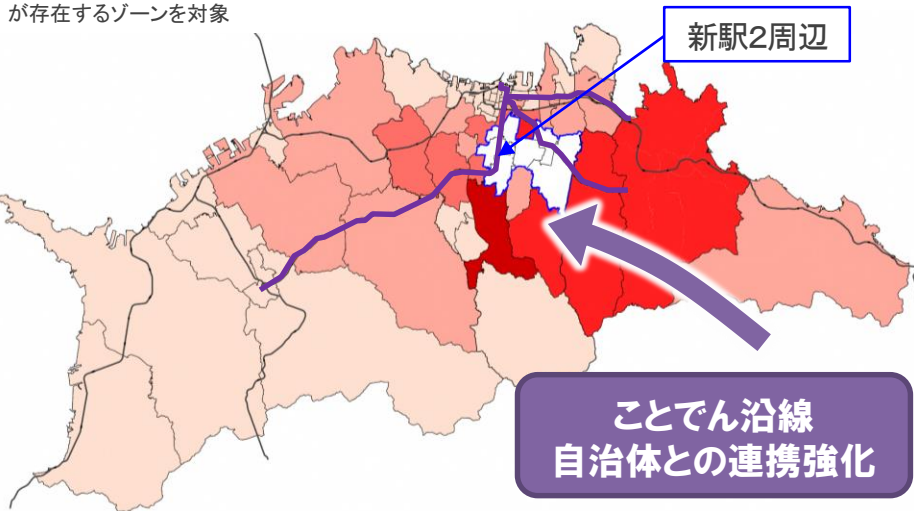 が存在するゾーンを対象
新駅2周辺
ことでん沿線
自治体との連携強化